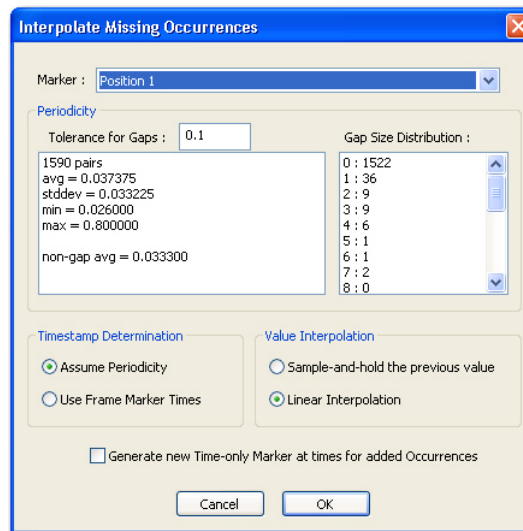 Interpolate Missing Occurrences
Marker : Position 1
Periodicity
Tolerance for Gaps : 0.1
1590 pairs
avg = 0.037375
stddev = 0.033225
min = 0.026000
max = 0.800000
non-gap avg = 0.033300
Gap Size Distribution :
0 : 1522
1 : 36
2 : 9
3 : 9
4 : 6
5 : 1
6 : 1
7 : 2
8 : 0
Timestamp Determination
Assume Periodicity
Use Frame Marker Times
Value Interpolation
Sample-and-hold the previous value
Linear Interpolation
Generate new Time-only Marker at times for added Occurrences
Cancel
OK